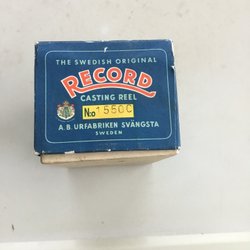 THE SWEDISH ORIGINAL
RECORD
CASTING REEL
No 1550C
A.B. URFABRIKEN SVÄNGSTA
SWEDEN